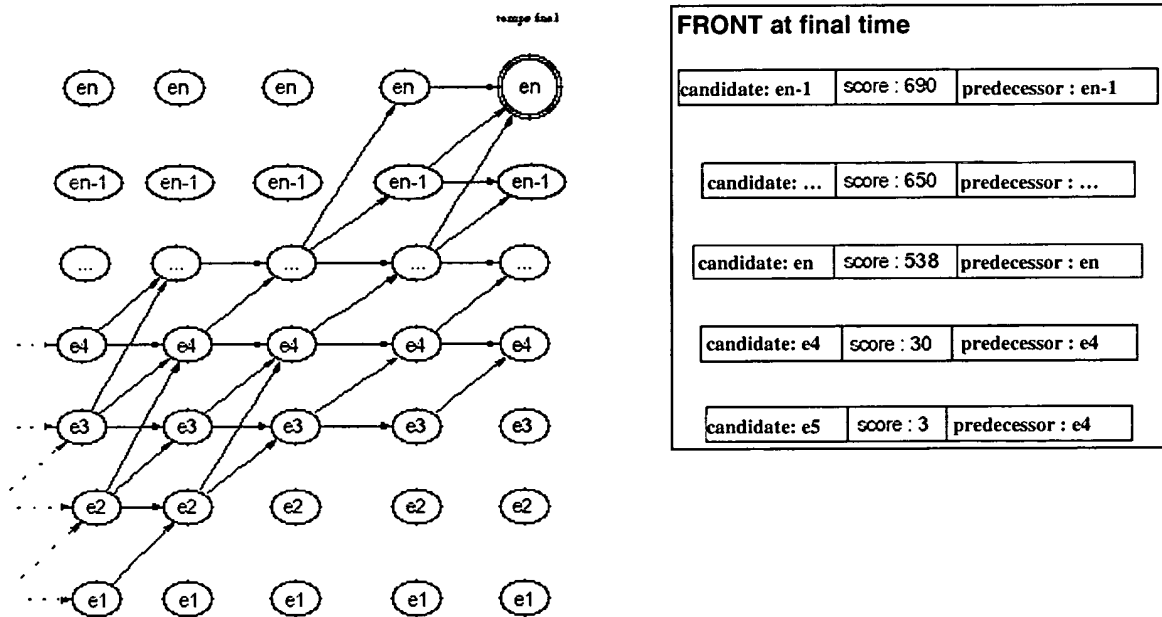 tempo final
en en en en en
en-1 en-1 en-1 en-1 en-1
... ... ... ... ...
e4 e4 e4 e4 e4
e3 e3 e3 e3 e3
e2 e2 e2 e2 e2
e1 e1 e1 e1 e1
FRONT at final time
candidate: en-1 score : 690 predecessor : en-1
candidate: ... score : 650 predecessor : ...
candidate: en score : 538 predecessor : en
candidate: e4 score : 30 predecessor : e4
candidate: e5 score : 3 predecessor : e4